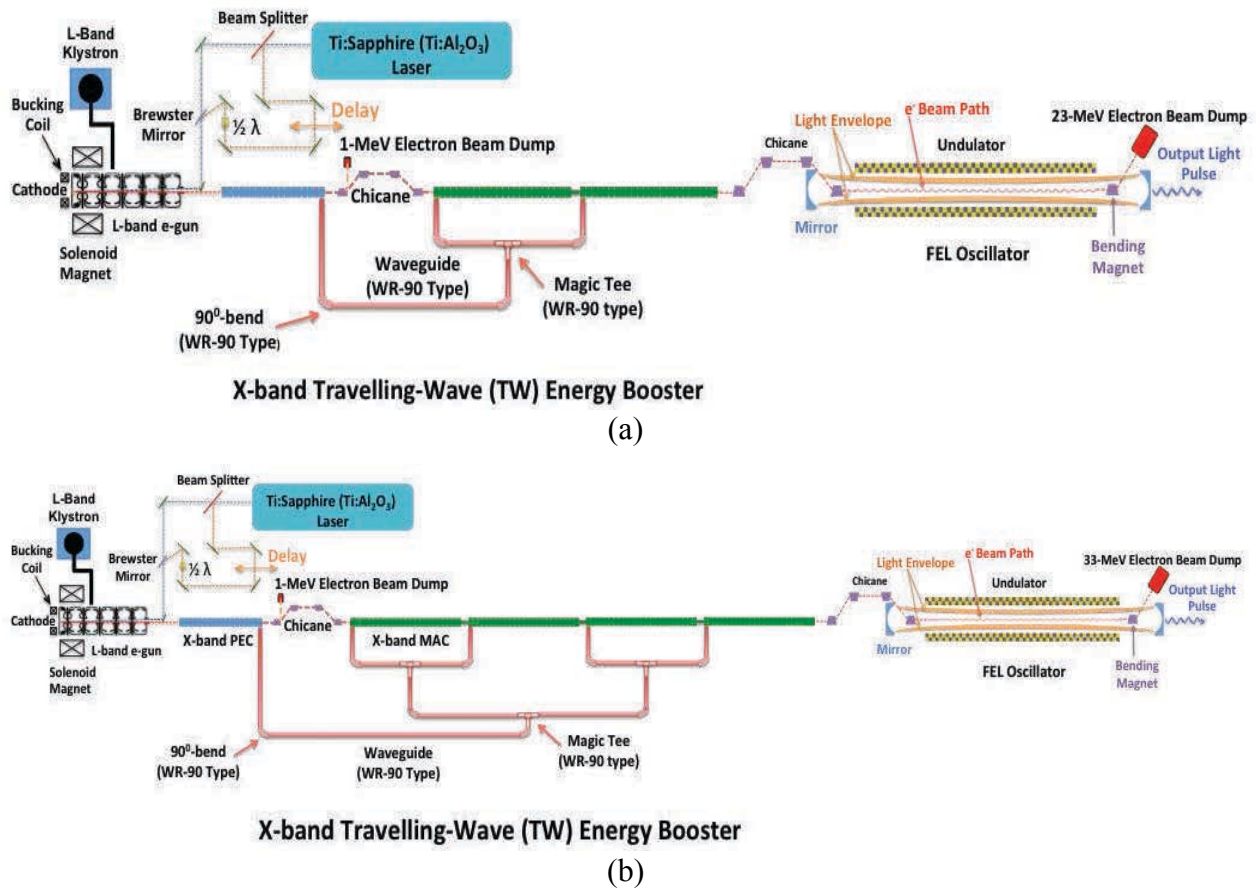 Beam Splitter
L-Band
Klystron
Ti:Sapphire (Ti:Al2O3)
Laser
Bucking
Coil
Brewster
Mirror
½ λ
Delay
1-MeV Electron Beam Dump
Cathode
Chicane
L-band e-gun
Solenoid
Magnet
Waveguide
(WR-90 Type)
Magic Tee
(WR-90 type)
90⁰-bend
(WR-90 Type)
Chicane
Light Envelope
e⁻ Beam Path
Undulator
23-MeV Electron Beam Dump
Output Light
Pulse
Mirror
FEL Oscillator
Bending
Magnet
X-band Travelling-Wave (TW) Energy Booster
(a)
Beam Splitter
L-Band
Klystron
Ti:Sapphire (Ti:Al2O3)
Laser
Bucking
Coil
Brewster
Mirror
½ λ
Delay
1-MeV Electron Beam Dump
Cathode
Chicane
L-band e-gun
X-band PEC
X-band MAC
Solenoid
Magnet
90⁰-bend
(WR-90 Type)
Waveguide
(WR-90 Type)
Magic Tee
(WR-90 type)
Chicane
Light Envelope
e⁻ Beam Path
Undulator
33-MeV Electron Beam Dump
Output Light
Pulse
Mirror
FEL Oscillator
Bending
Magnet
X-band Travelling-Wave (TW) Energy Booster
(b)